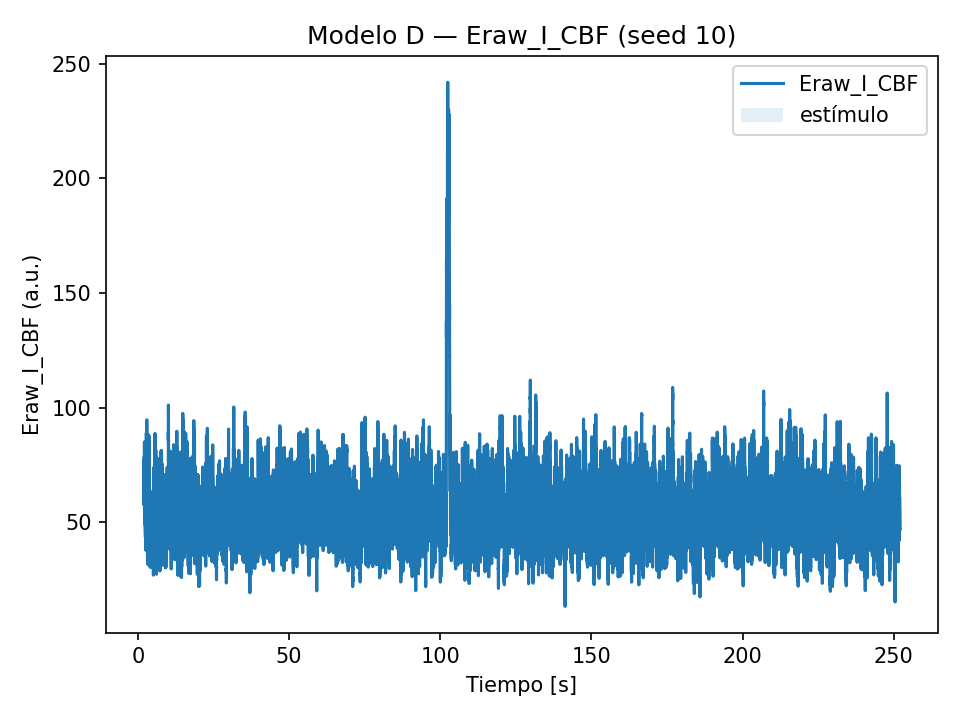 Modelo D — Eraw_I_CBF (seed 10)
Eraw_I_CBF
estímulo
Eraw_I_CBF (a.u.)
250
200
150
100
50
0
50
100
150
200
250
Tiempo [s]